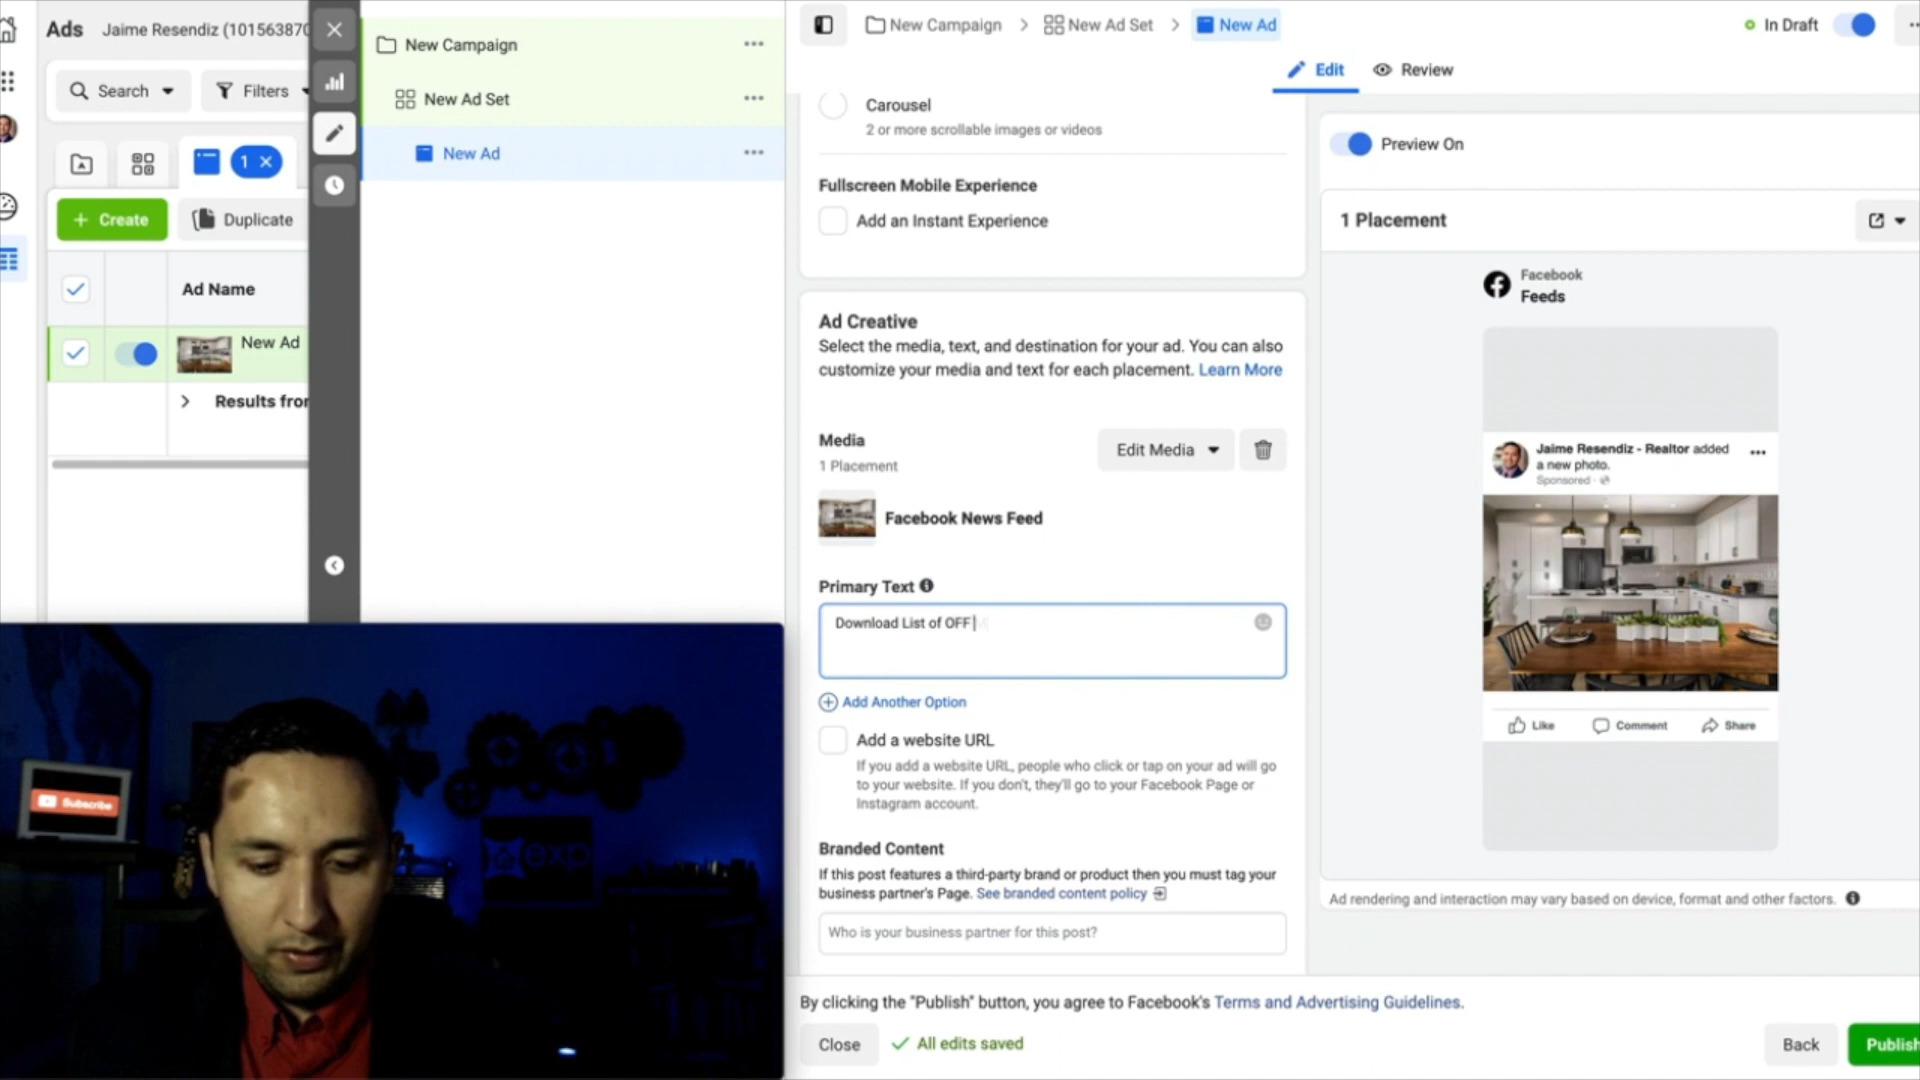 Ads
Jaime Resendiz (101563870
Search
Filters
1
Create
Duplicate
Ad Name
New Ad
Results from
New Campaign
New Ad Set
New Ad
New Campaign
New Ad Set
New Ad
In Draft
Edit
Review
Carousel
2 or more scrollable images or videos
Fullscreen Mobile Experience
Add an Instant Experience
Ad Creative
Select the media, text, and destination for your ad. You can also
customize your media and text for each placement. Learn More
Media
1 Placement
Edit Media
Facebook News Feed
Primary Text
Download List of OFF M
Add Another Option
Add a website URL
If you add a website URL, people who click or tap on your ad will go
to your website. If you don't, they'll go to your Facebook Page or
Instagram account.
Branded Content
If this post features a third-party brand or product then you must tag your
business partner's Page. See branded content policy
Who is your business partner for this post?
Preview On
1 Placement
Facebook
Feeds
Jaime Resendiz - Realtor added
a new photo.
Sponsored ·
Like
Comment
Share
Ad rendering and interaction may vary based on device, format and other factors.
By clicking the "Publish" button, you agree to Facebook's Terms and Advertising Guidelines.
Close
All edits saved
Back
Publish
Subscribe
exp